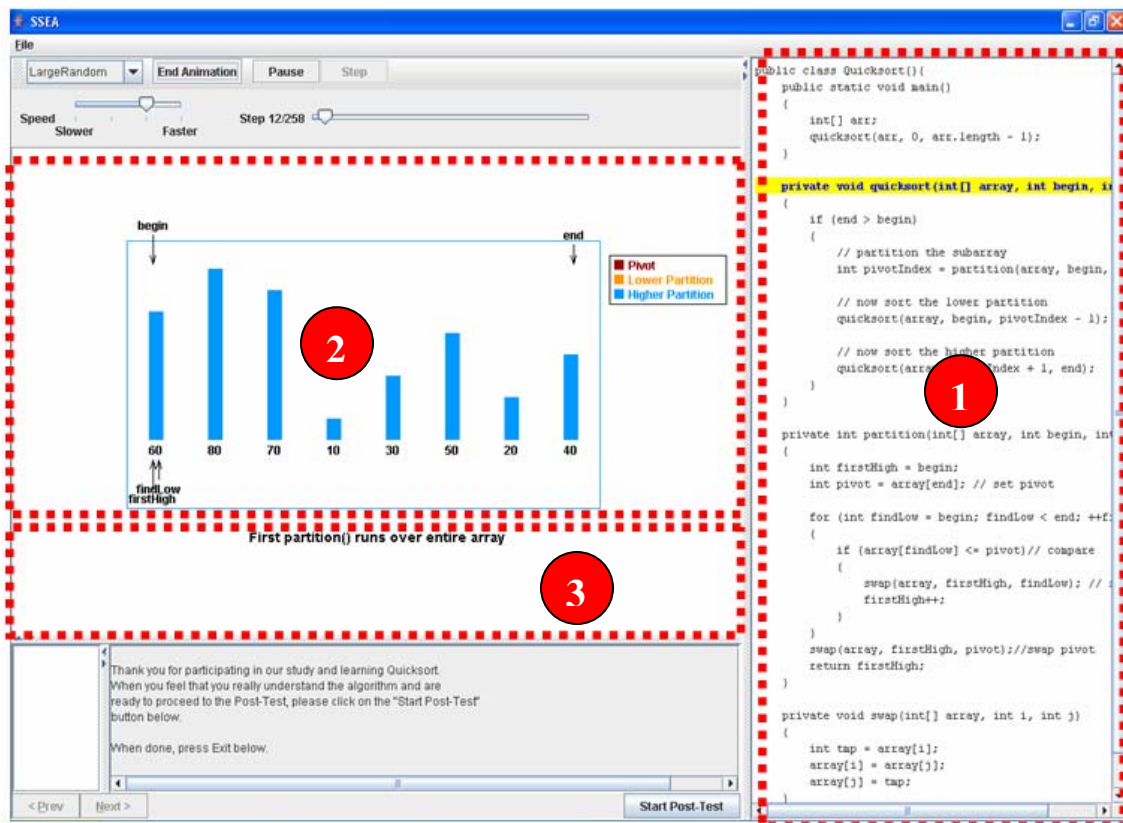 SSEA
File
LargeRandom End Animation Pause Step
Speed
Slower Faster
Step 12/258
begin
end
Pivot
Lower Partition
Higher Partition
2
60 80 70 10 30 50 20 40
findLow
firstHigh
First partition() runs over entire array
3
Thank you for participating in our study and learning Quicksort.
When you feel that you really understand the algorithm and are
ready to proceed to the Post-Test, please click on the "Start Post-Test"
button below.
When done, press Exit below.
< Prev Next > Start Post-Test
public class Quicksort(){
public static void main()
{
int[] arr;
quicksort(arr, 0, arr.length - 1);
}
private void quicksort(int[] array, int begin,
{
if (end > begin)
{
// partition the subarray
int pivotIndex = partition(array, begin,
// now sort the lower partition
quicksort(array, begin, pivotIndex - 1);
// now sort the higher partition
+ 1, end);
1
}
}
private int partition(int[] array, int begin,
{
int firstHigh = begin;
int pivot = array[end]; // set pivot
for (int findLow = begin; findLow < end;
{
if (array[findLow] <= pivot)// compare
{
swap(array, firstHigh, findLow); //
firstHigh++;
}
}
swap(array, firstHigh, pivot);//swap pivot
return firstHigh;
}
private void swap(int[] array, int i, int j)
{
int tmp = array[i];
array[i] = array[j];
array[j] = tmp;
}